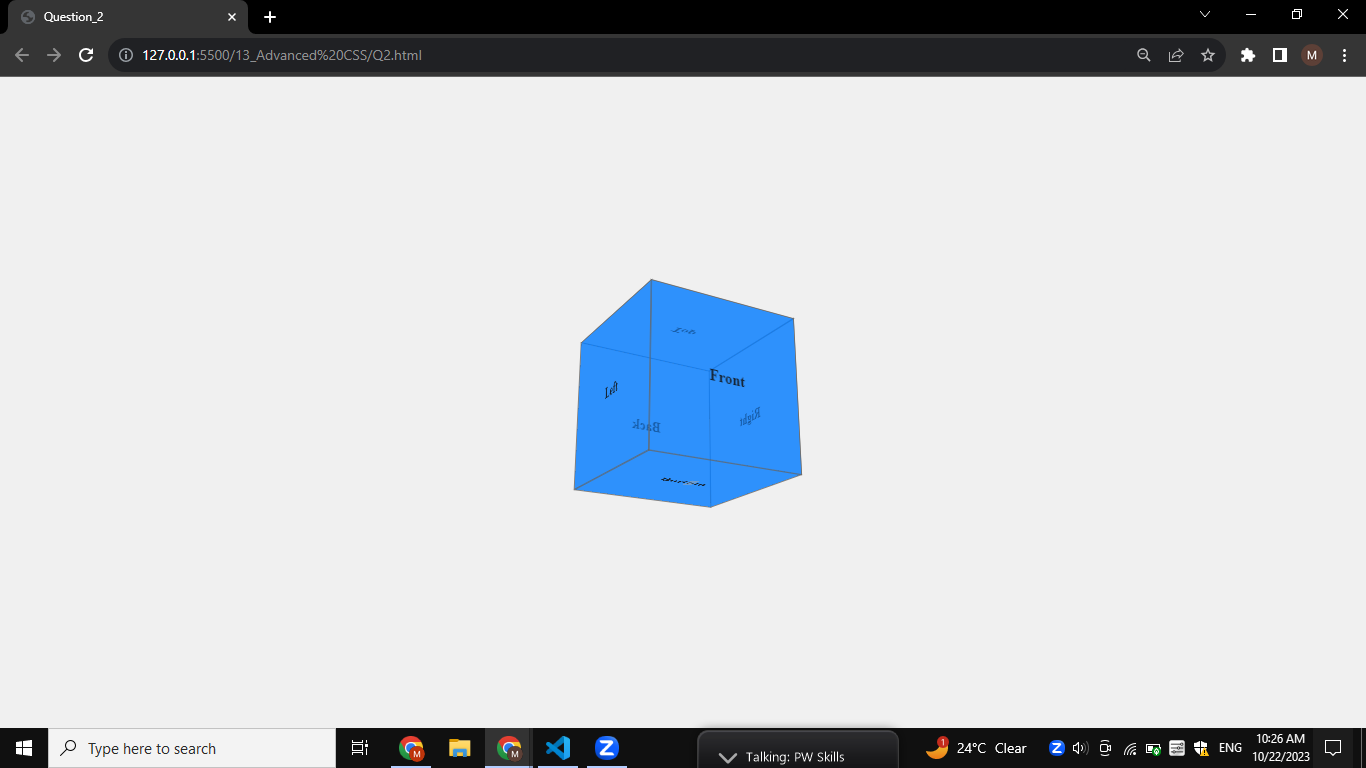 Question_2
127.0.0.1:5500/13_Advanced%20CSS/Q2.html
M
Top
Front
Left
Right
Back
Type here to search
M
M
Z
Talking: PW Skills
1
24°C Clear
Z
ENG
10:26 AM
10/22/2023